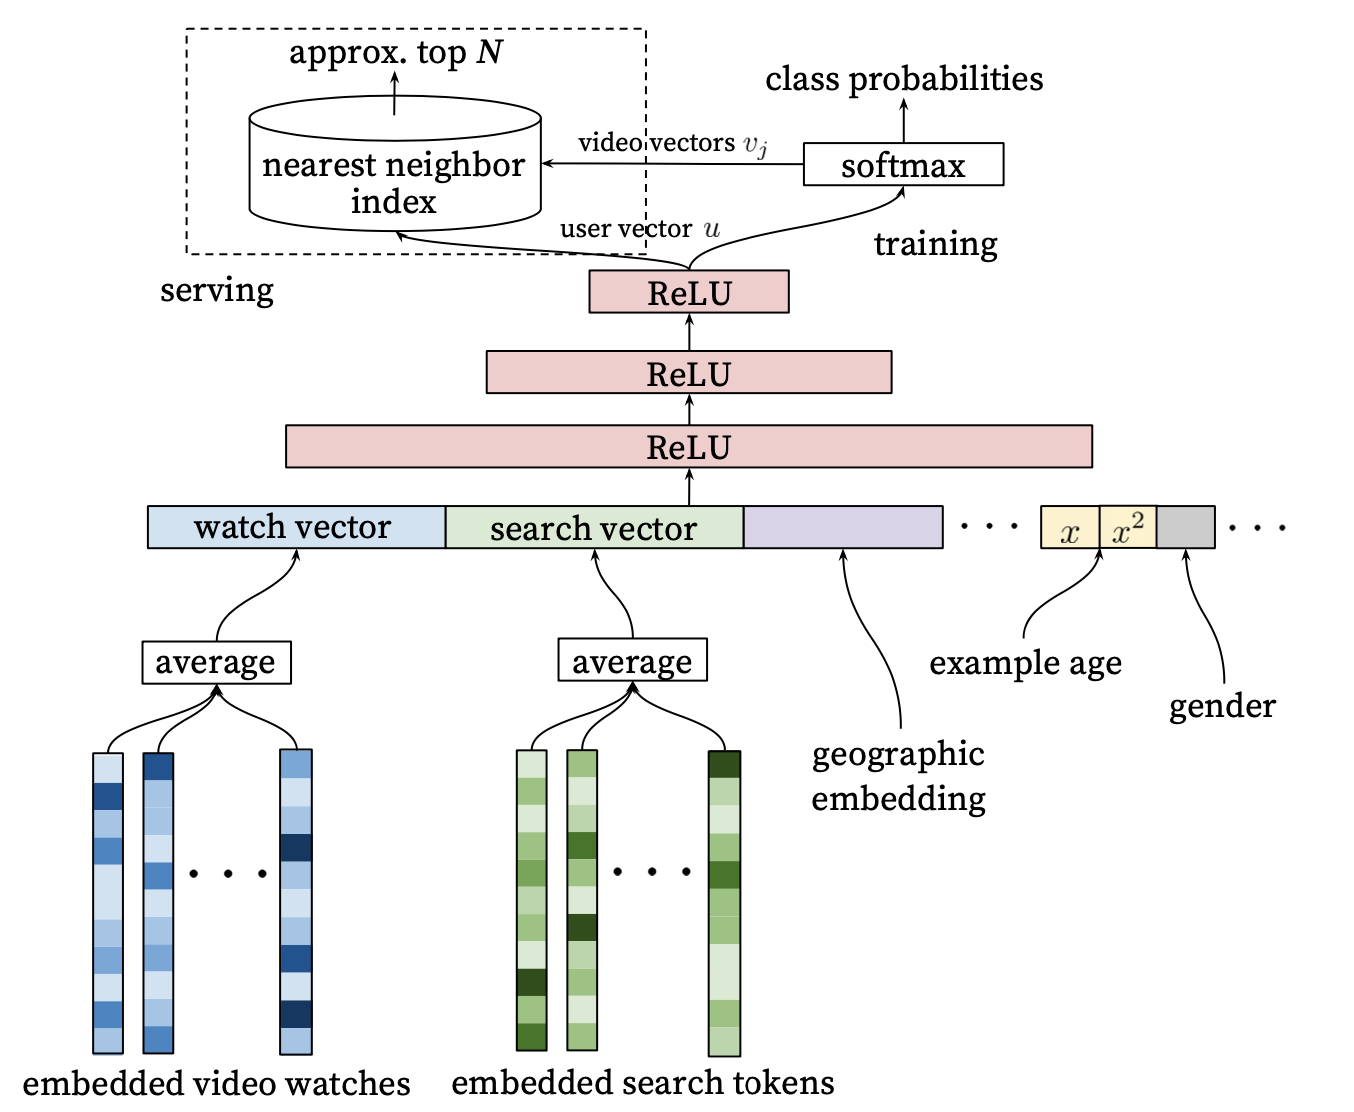 approx. top N
class probabilities
video vectors v_j
nearest neighbor
index
softmax
user vector u
training
serving
ReLU
ReLU
ReLU
watch vector
search vector
. . .
x
x²
. . .
average
average
example age
gender
geographic
embedding
. . .
. . .
embedded video watches
embedded search tokens